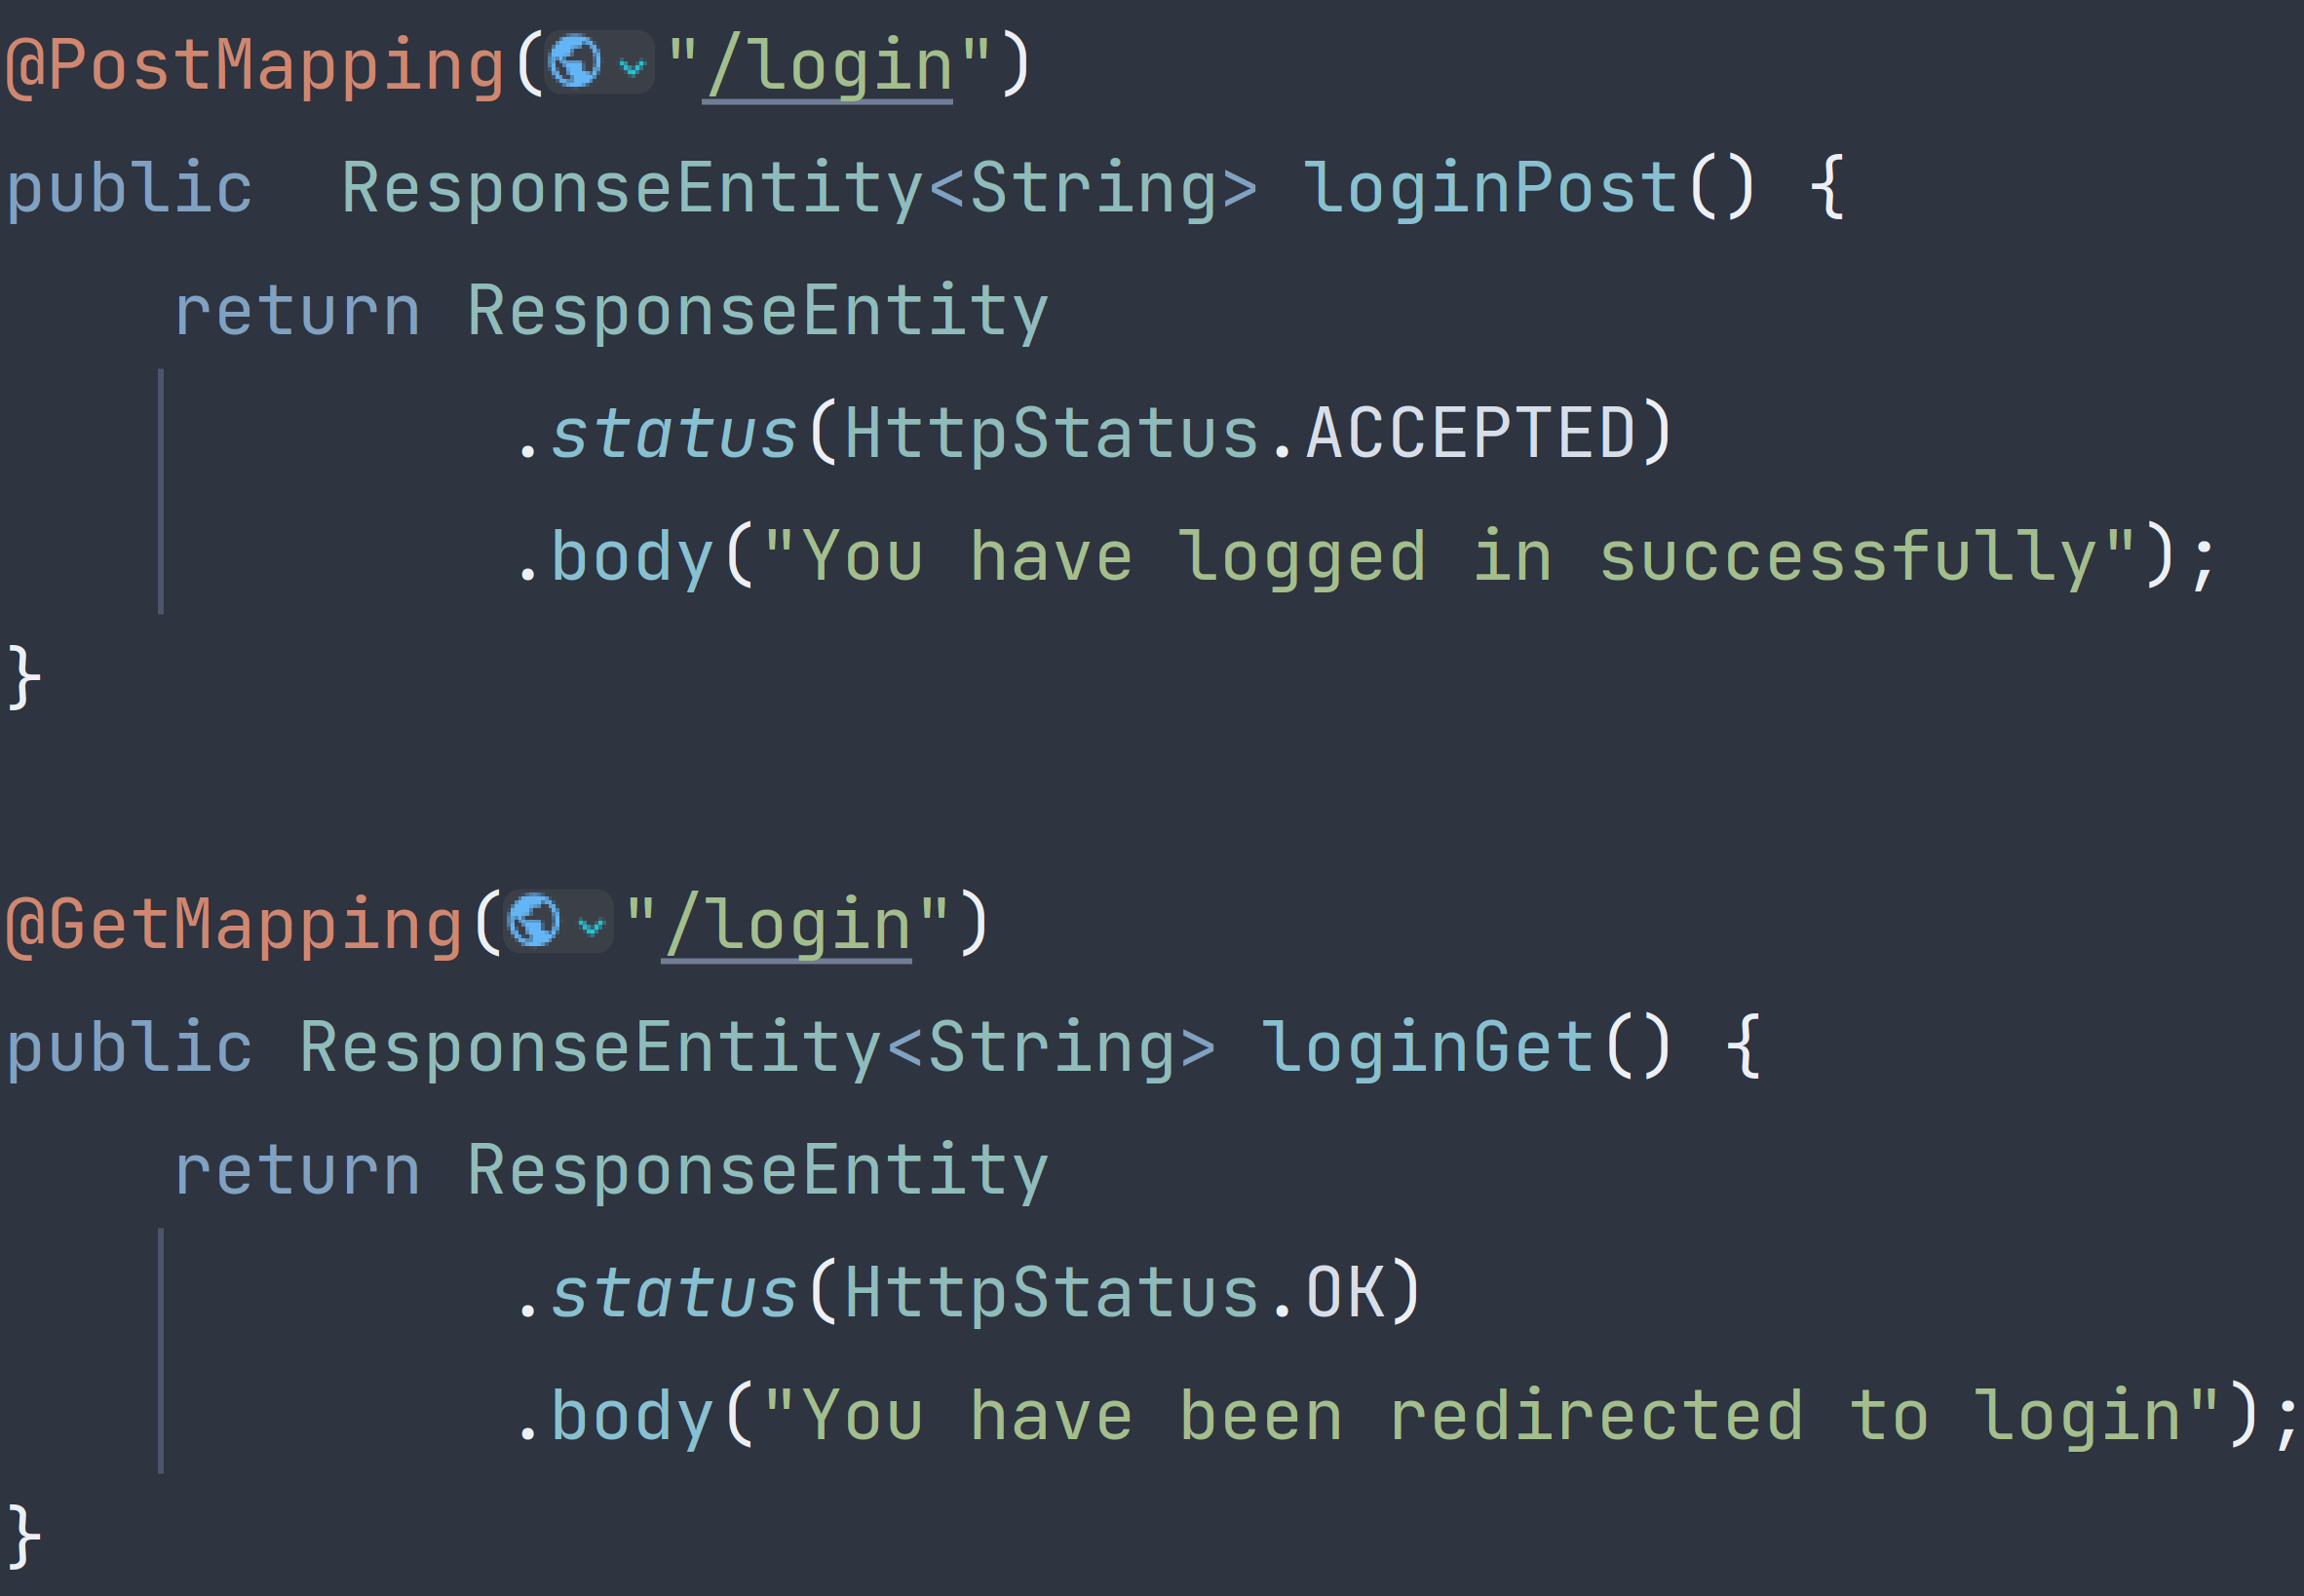 @PostMapping("/login")
public  ResponseEntity<String> loginPost() {
    return ResponseEntity
            .status(HttpStatus.ACCEPTED)
            .body("You have logged in successfully");
}
@GetMapping("/login")
public ResponseEntity<String> loginGet() {
    return ResponseEntity
            .status(HttpStatus.OK)
            .body("You have been redirected to login");
}